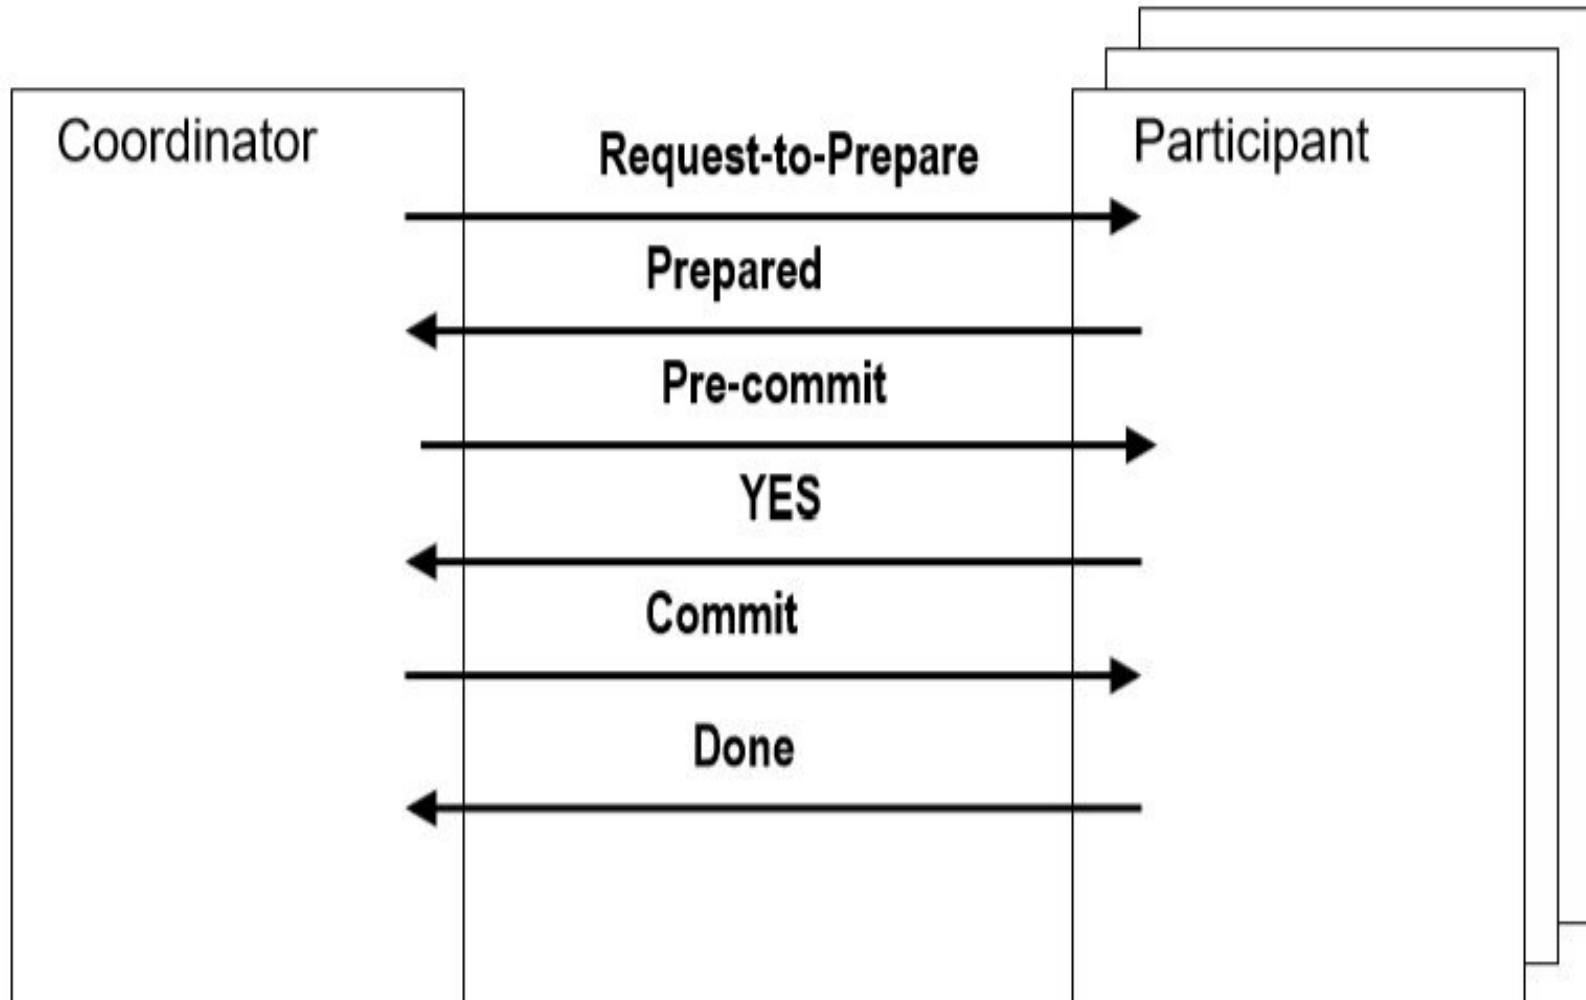 Coordinator
Participant
Request-to-Prepare
Prepared
Pre-commit
YES
Commit
Done